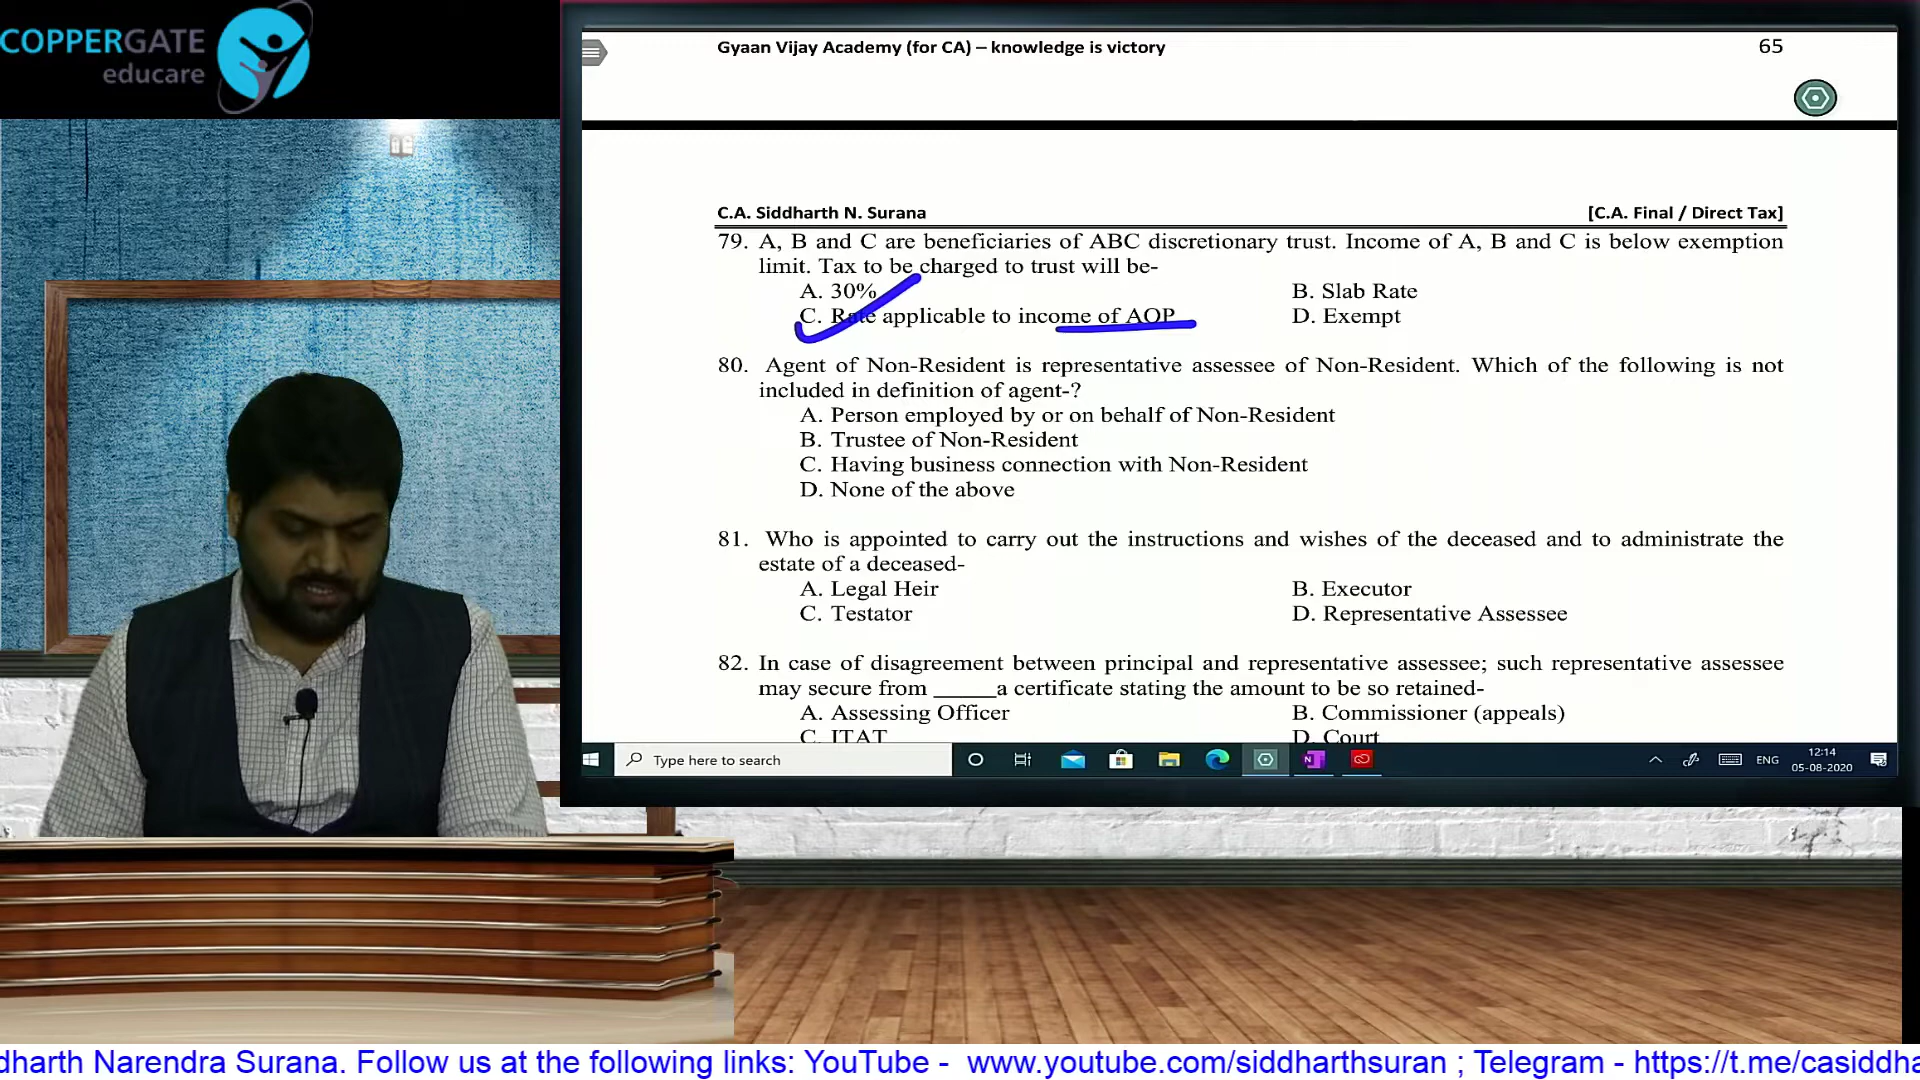 COPPERGATE
educare
Gyaan Vijay Academy (for CA) – knowledge is victory
65
C.A. Siddharth N. Surana
[C.A. Final / Direct Tax]
79. A, B and C are beneficiaries of ABC discretionary trust. Income of A, B and C is below exemption
limit. Tax to be charged to trust will be-
A. 30%
B. Slab Rate
C. Rate applicable to income of AOP
D. Exempt
80. Agent of Non-Resident is representative assessee of Non-Resident. Which of the following is not
included in definition of agent-?
A. Person employed by or on behalf of Non-Resident
B. Trustee of Non-Resident
C. Having business connection with Non-Resident
D. None of the above
81. Who is appointed to carry out the instructions and wishes of the deceased and to administrate the
estate of a deceased-
A. Legal Heir
B. Executor
C. Testator
D. Representative Assessee
82. In case of disagreement between principal and representative assessee; such representative assessee
may secure from _____a certificate stating the amount to be so retained-
A. Assessing Officer
B. Commissioner (appeals)
C. ITAT
D. Court
Type here to search
ENG
12:14
05-08-2020
dharth Narendra Surana. Follow us at the following links: YouTube - www.youtube.com/siddharthsuran ; Telegram - https://t.me/casiddha